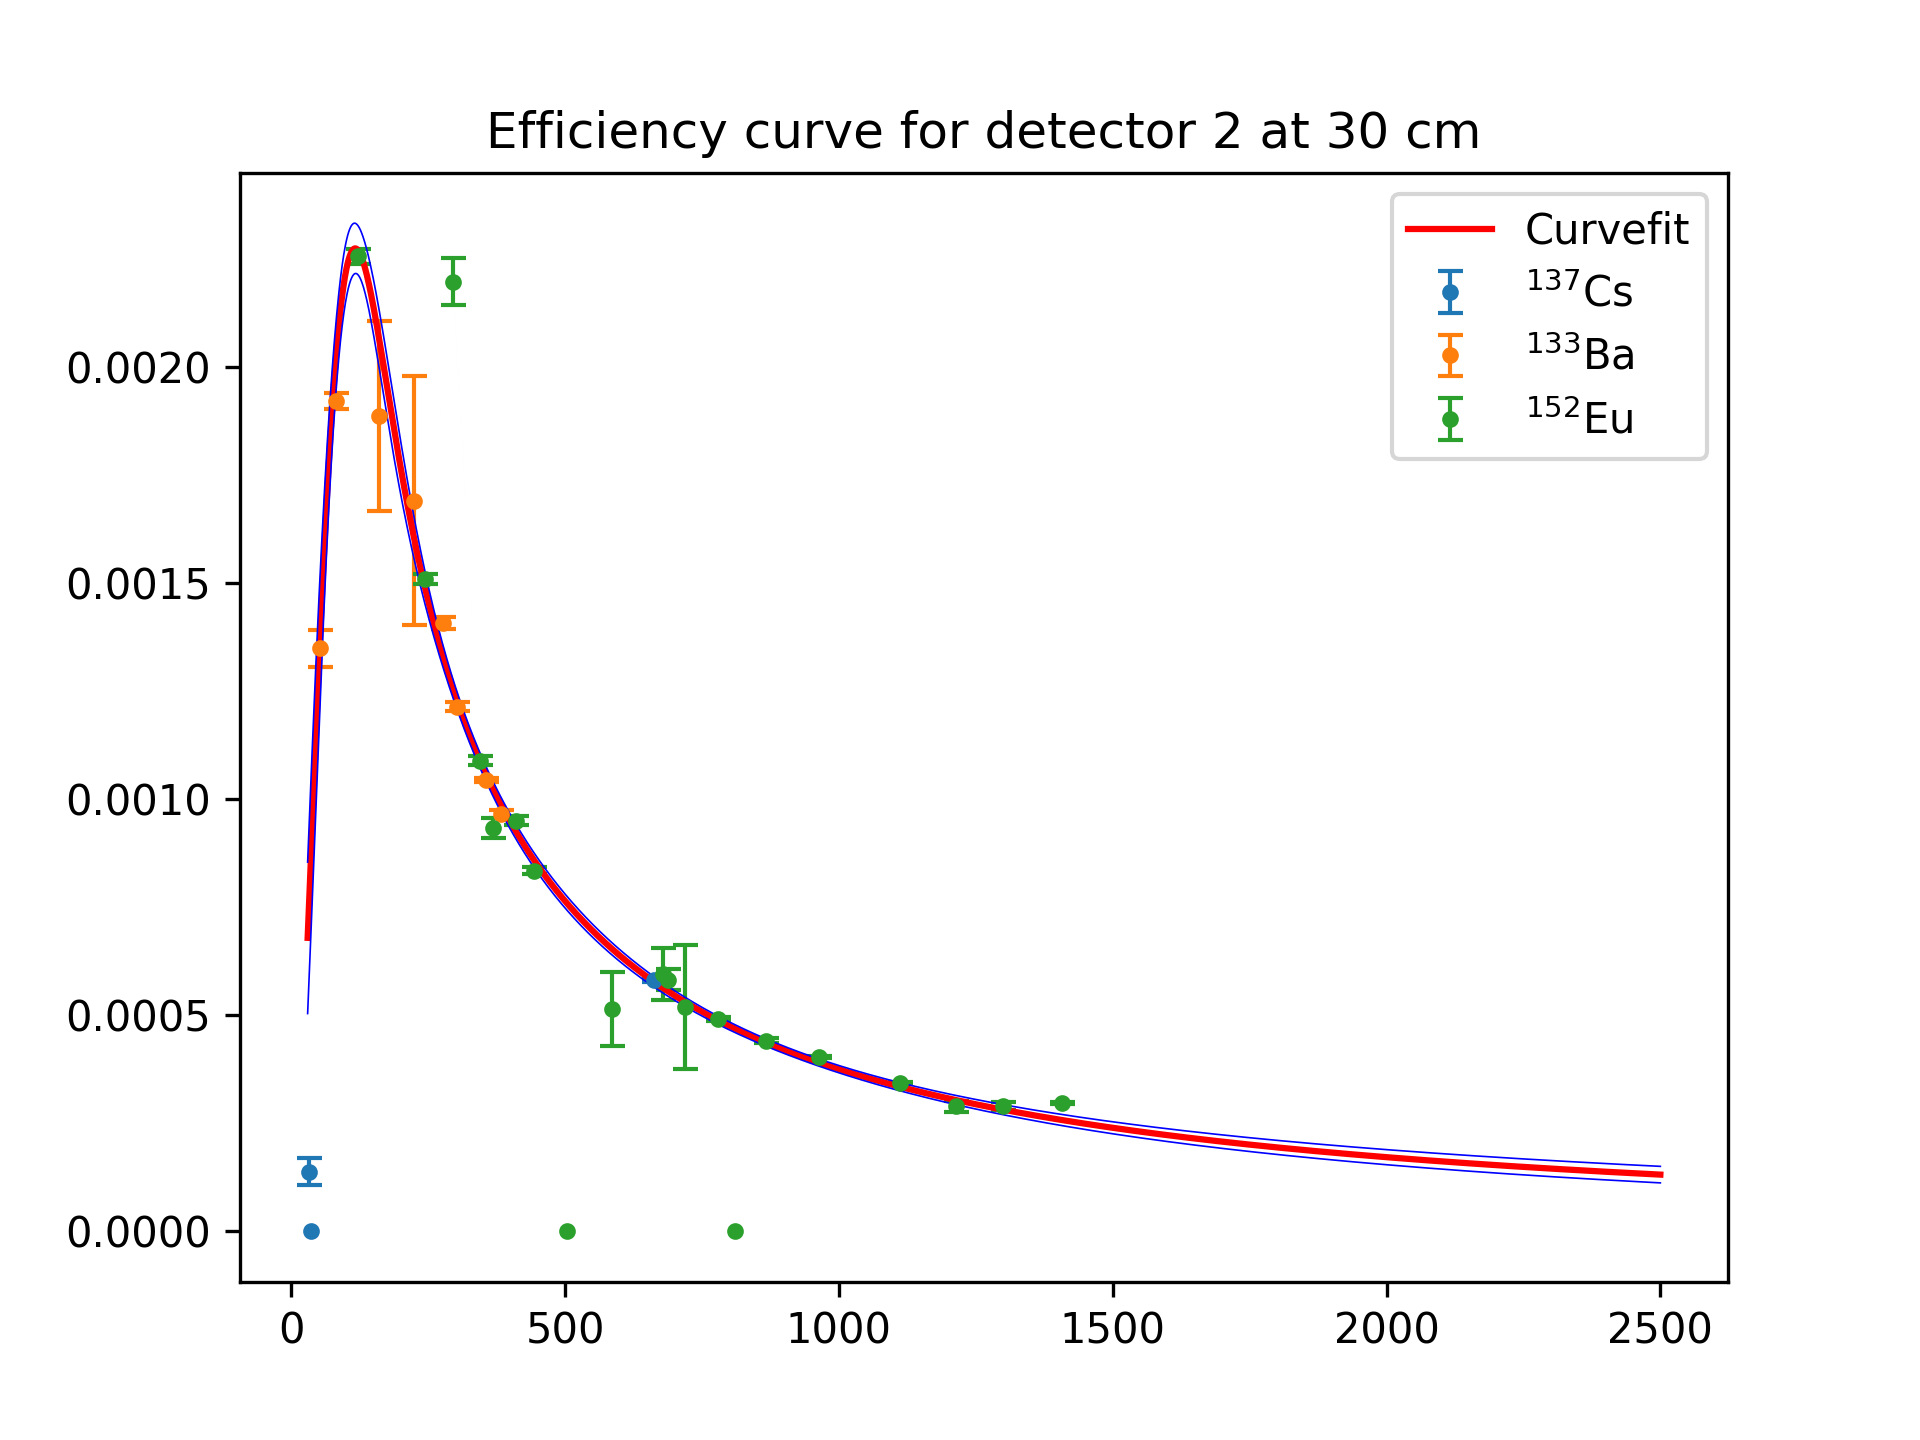 Efficiency curve for detector 2 at 30 cm
Curvefit
¹³⁷Cs
¹³³Ba
¹⁵²Eu
0.0020
0.0015
0.0010
0.0005
0.0000
0 500 1000 1500 2000 2500